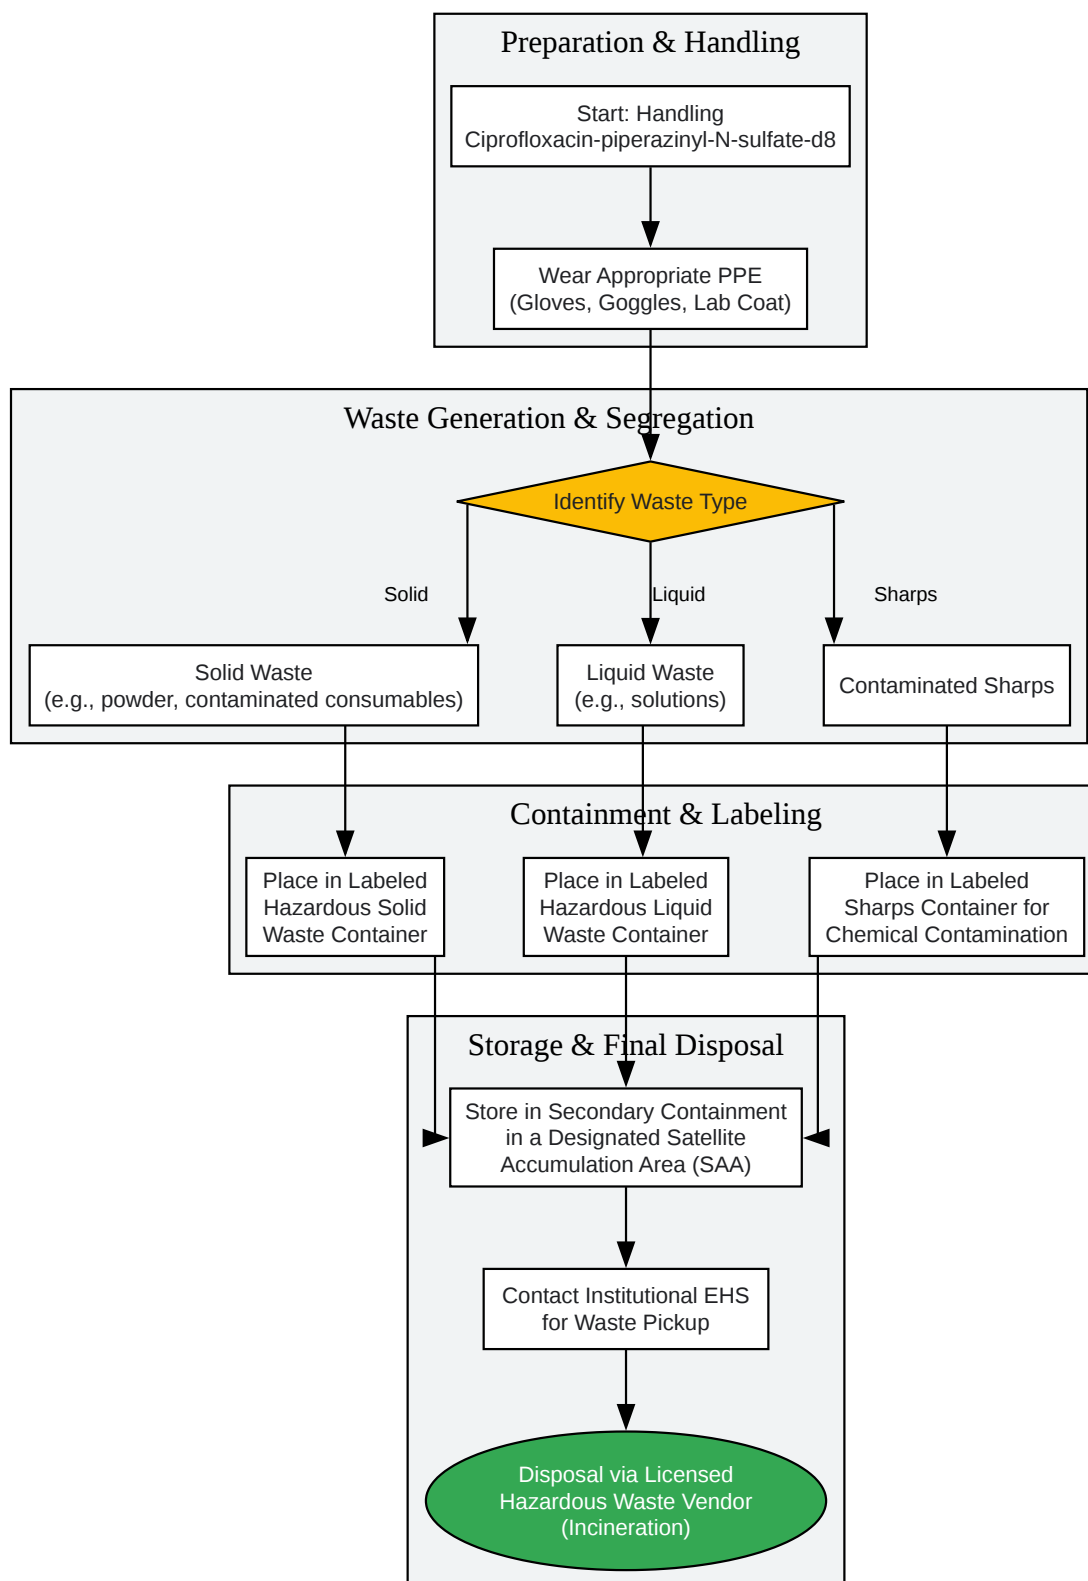 Preparation & Handling
Start: Handling
Ciprofloxacin-piperazinyl-N-sulfate-d8
Wear Appropriate PPE
(Gloves, Goggles, Lab Coat)
Waste Generation & Segregation
Identify Waste Type
Solid
Liquid
Sharps
Solid Waste
(e.g., powder, contaminated consumables)
Liquid Waste
(e.g., solutions)
Contaminated Sharps
Containment & Labeling
Place in Labeled
Hazardous Solid
Waste Container
Place in Labeled
Hazardous Liquid
Waste Container
Place in Labeled
Sharps Container for
Chemical Contamination
Storage & Final Disposal
Store in Secondary Containment
in a Designated Satellite
Accumulation Area (SAA)
Contact Institutional EHS
for Waste Pickup
Disposal via Licensed
Hazardous Waste Vendor
(Incineration)